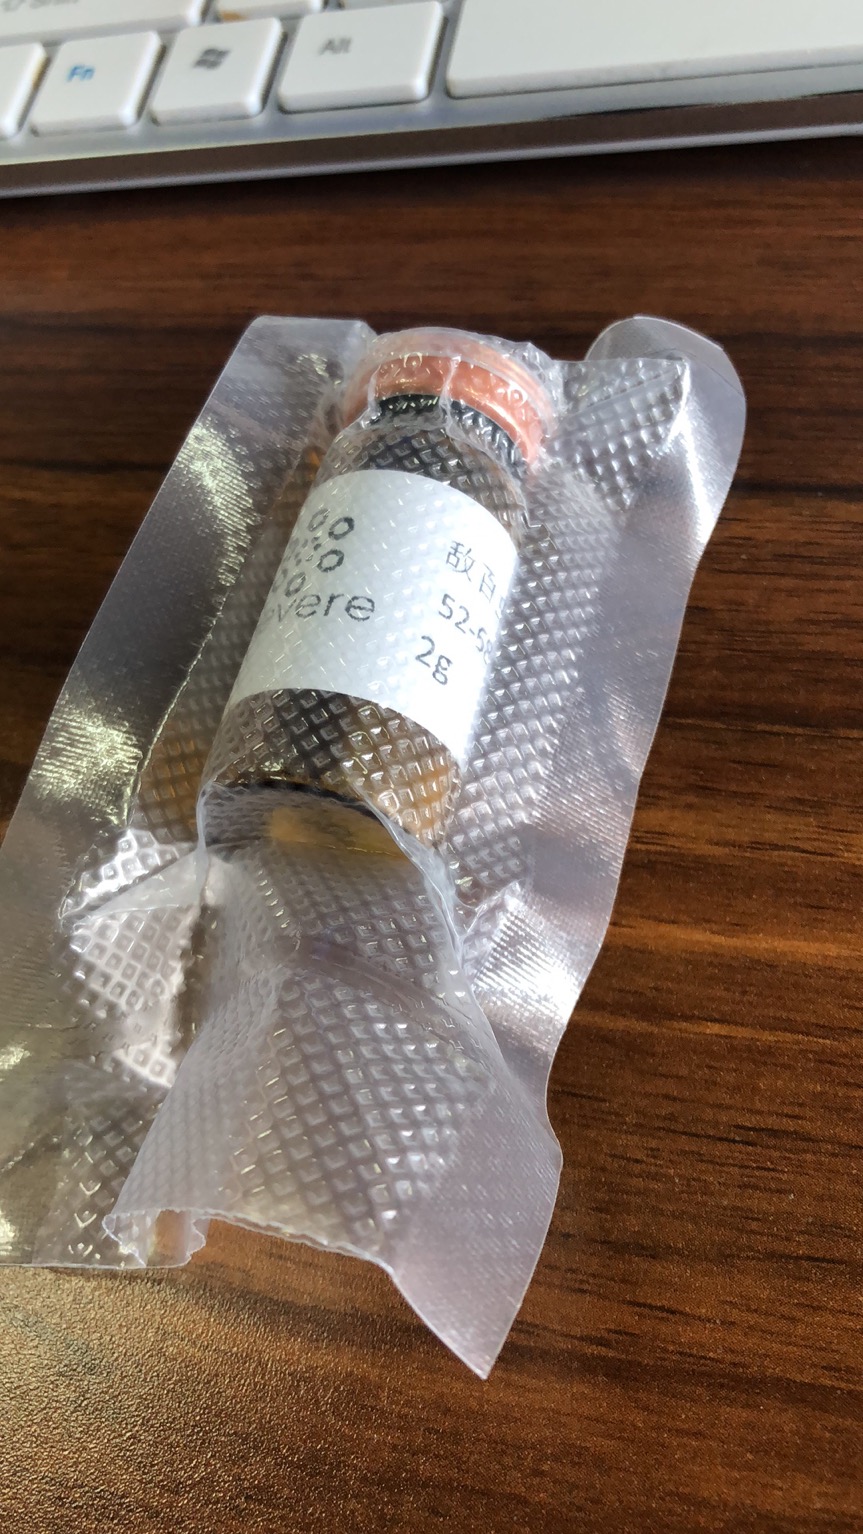 Fn
Alt
vere
敌百
52-5
2g